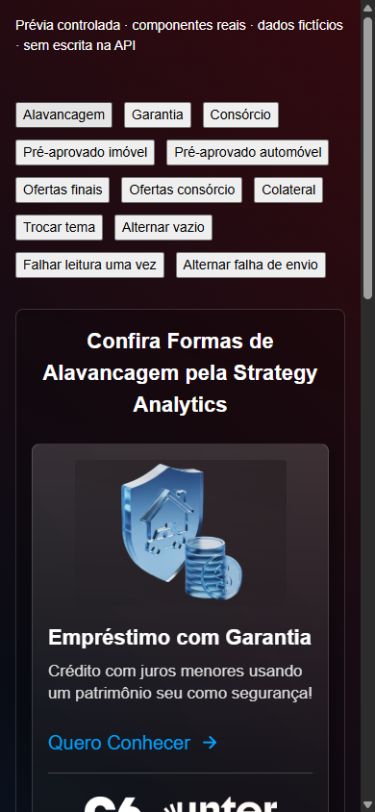 Prévia controlada · componentes reais · dados fictícios
· sem escrita na API
Alavancagem Garantia Consórcio
Pré-aprovado imóvel Pré-aprovado automóvel
Ofertas finais Ofertas consórcio Colateral
Trocar tema Alternar vazio
Falhar leitura uma vez Alternar falha de envio
Confira Formas de
Alavancagem pela Strategy
Analytics
Empréstimo com Garantia
Crédito com juros menores usando
um patrimônio seu como segurança!
Quero Conhecer